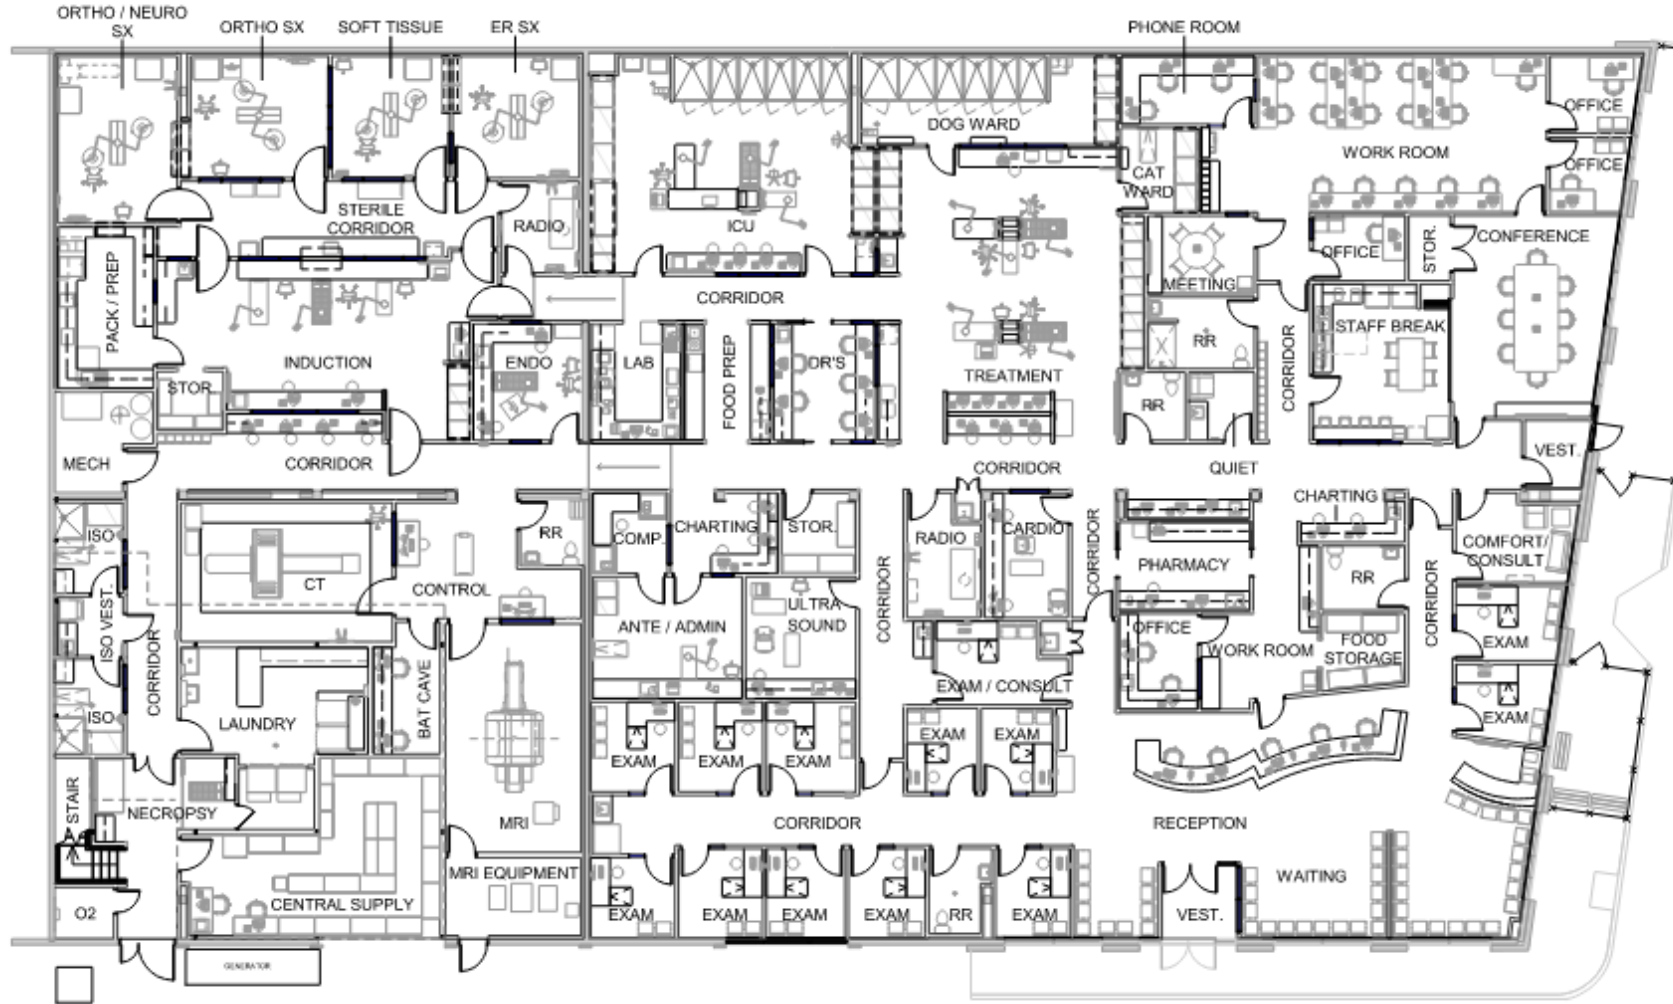 ORTHO / NEURO
SX
ORTHO SX
SOFT TISSUE
ER SX
PHONE ROOM
OFFICE
DOG WARD
WORK ROOM
CAT
WARD
OFFICE
STERILE
CORRIDOR
RADIO
ICU
OFFICE
STOR.
CONFERENCE
MEETING
PACK / PREP
CORRIDOR
STAFF BREAK
RR
CORRIDOR
INDUCTION
ENDO
LAB
FOOD PREP
DR'S
TREATMENT
STOR.
RR
MECH
CORRIDOR
CORRIDOR
QUIET
VEST.
CHARTING
ISO
RR
COMP.
CHARTING
STOR.
RADIO
CARDIO
CORRIDOR
PHARMACY
COMFORT/
CONSULT
CT
CONTROL
RR
ISO VEST.
ANTE / ADMIN
ULTRA
SOUND
CORRIDOR
OFFICE
WORK ROOM
FOOD
STORAGE
CORRIDOR
EXAM
CORRIDOR
EXAM / CONSULT
ISO
LAUNDRY
BAT CAVE
EXAM
EXAM
EXAM
EXAM
EXAM
EXAM
STAIR
NECROPSY
MRI
CORRIDOR
RECEPTION
MRI EQUIPMENT
WAITING
O2
CENTRAL SUPPLY
EXAM
EXAM
EXAM
EXAM
RR
EXAM
VEST.
GENERATOR